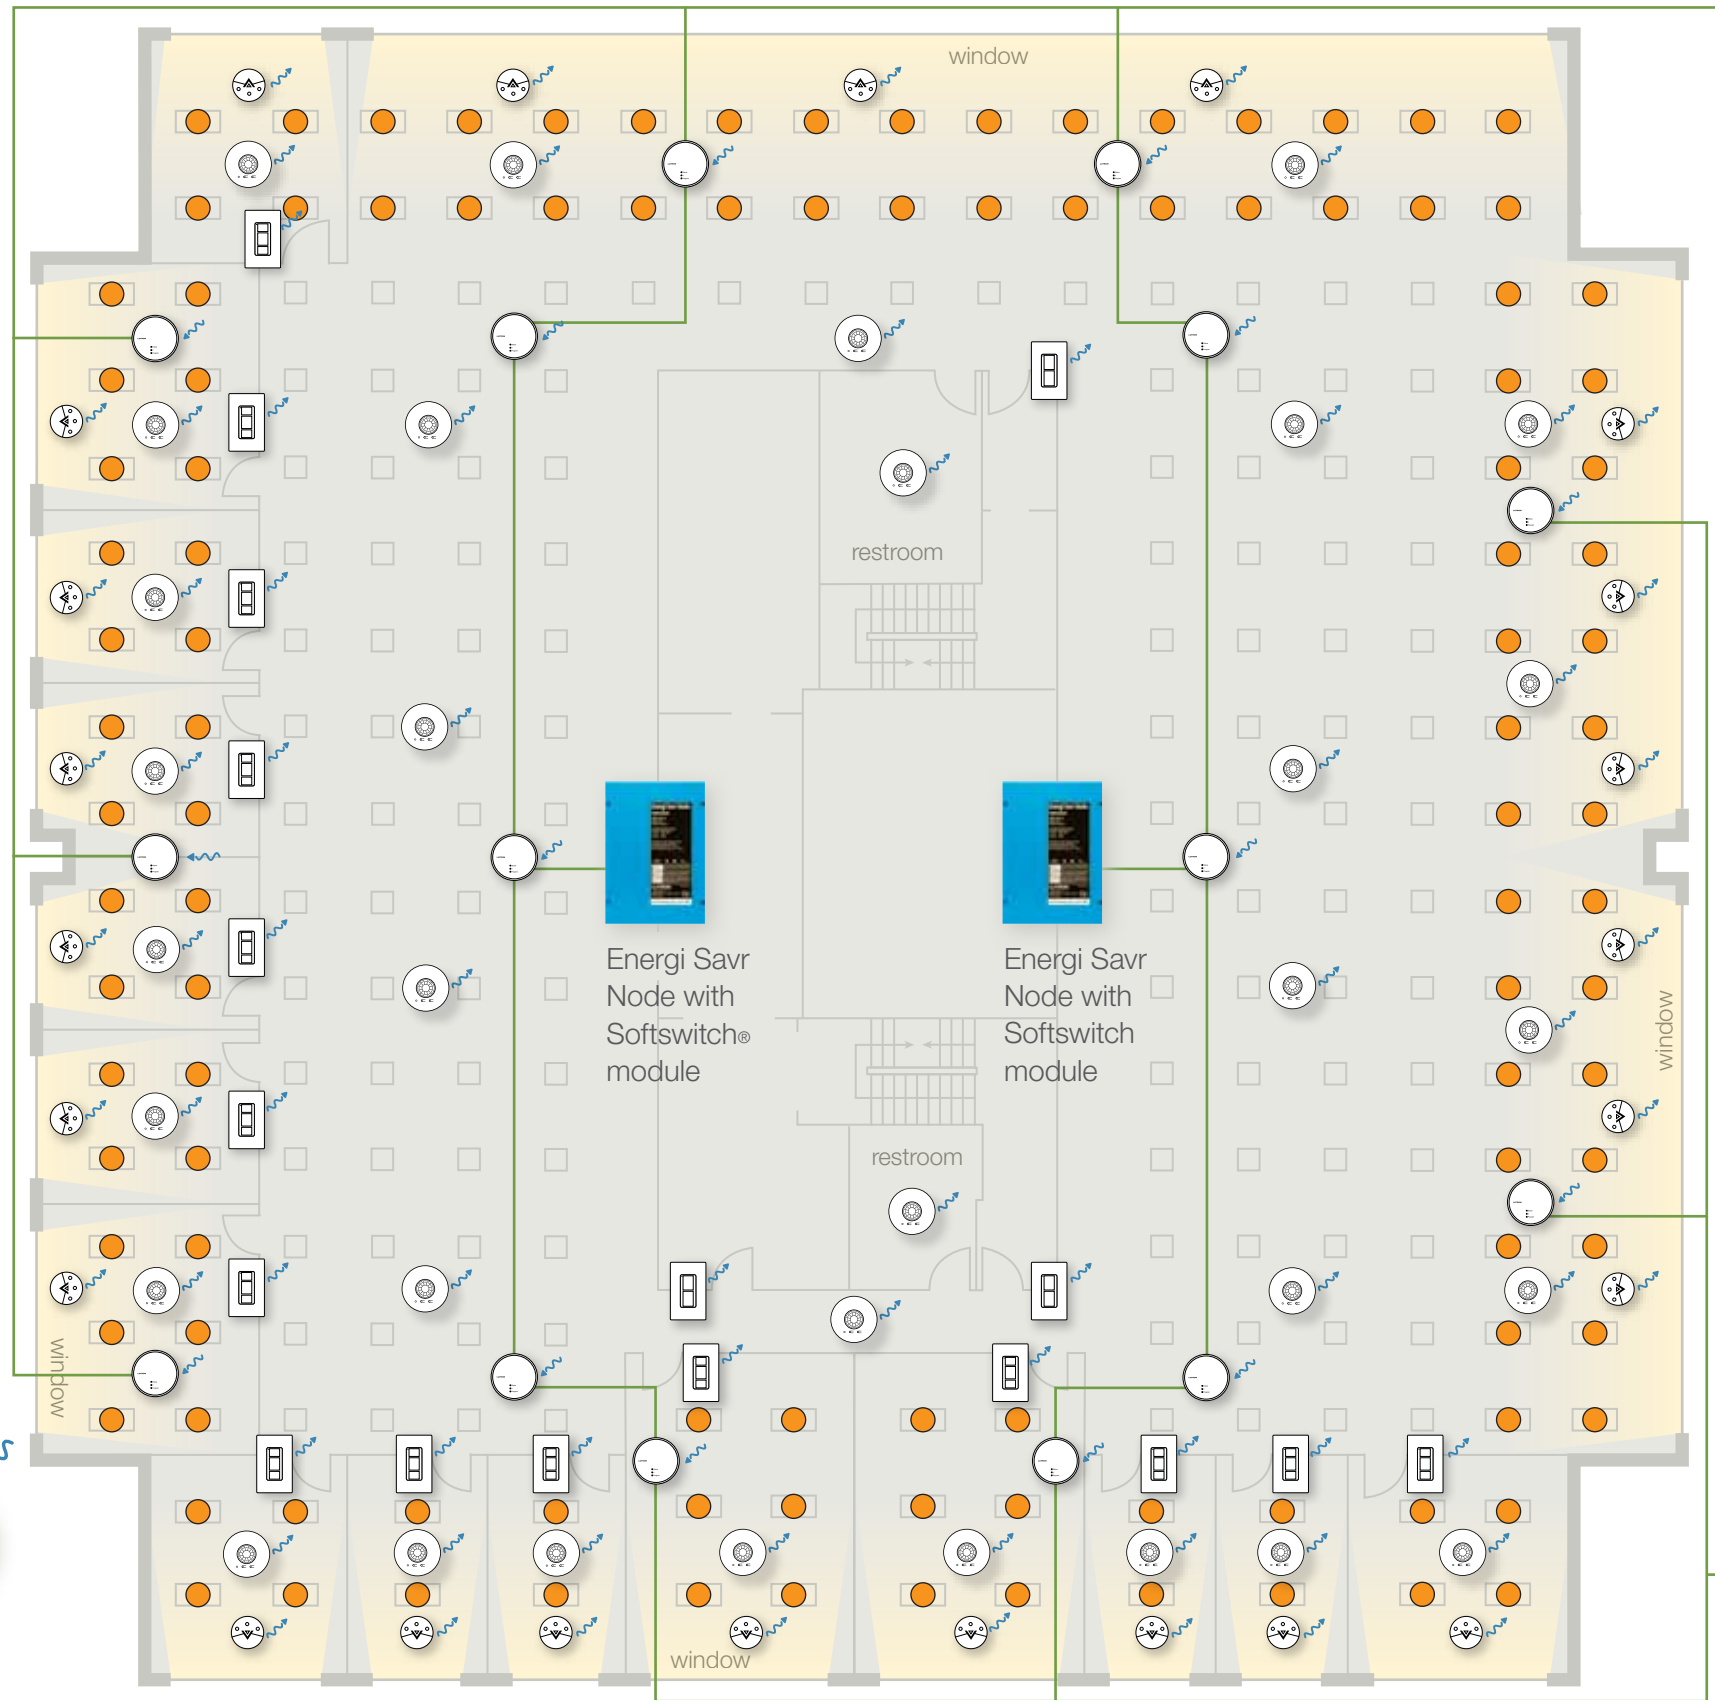 window
restroom
Energi Savr
Node with
Softswitch®
module
Energi Savr
Node with
Softswitch
module
window
restroom
window
window